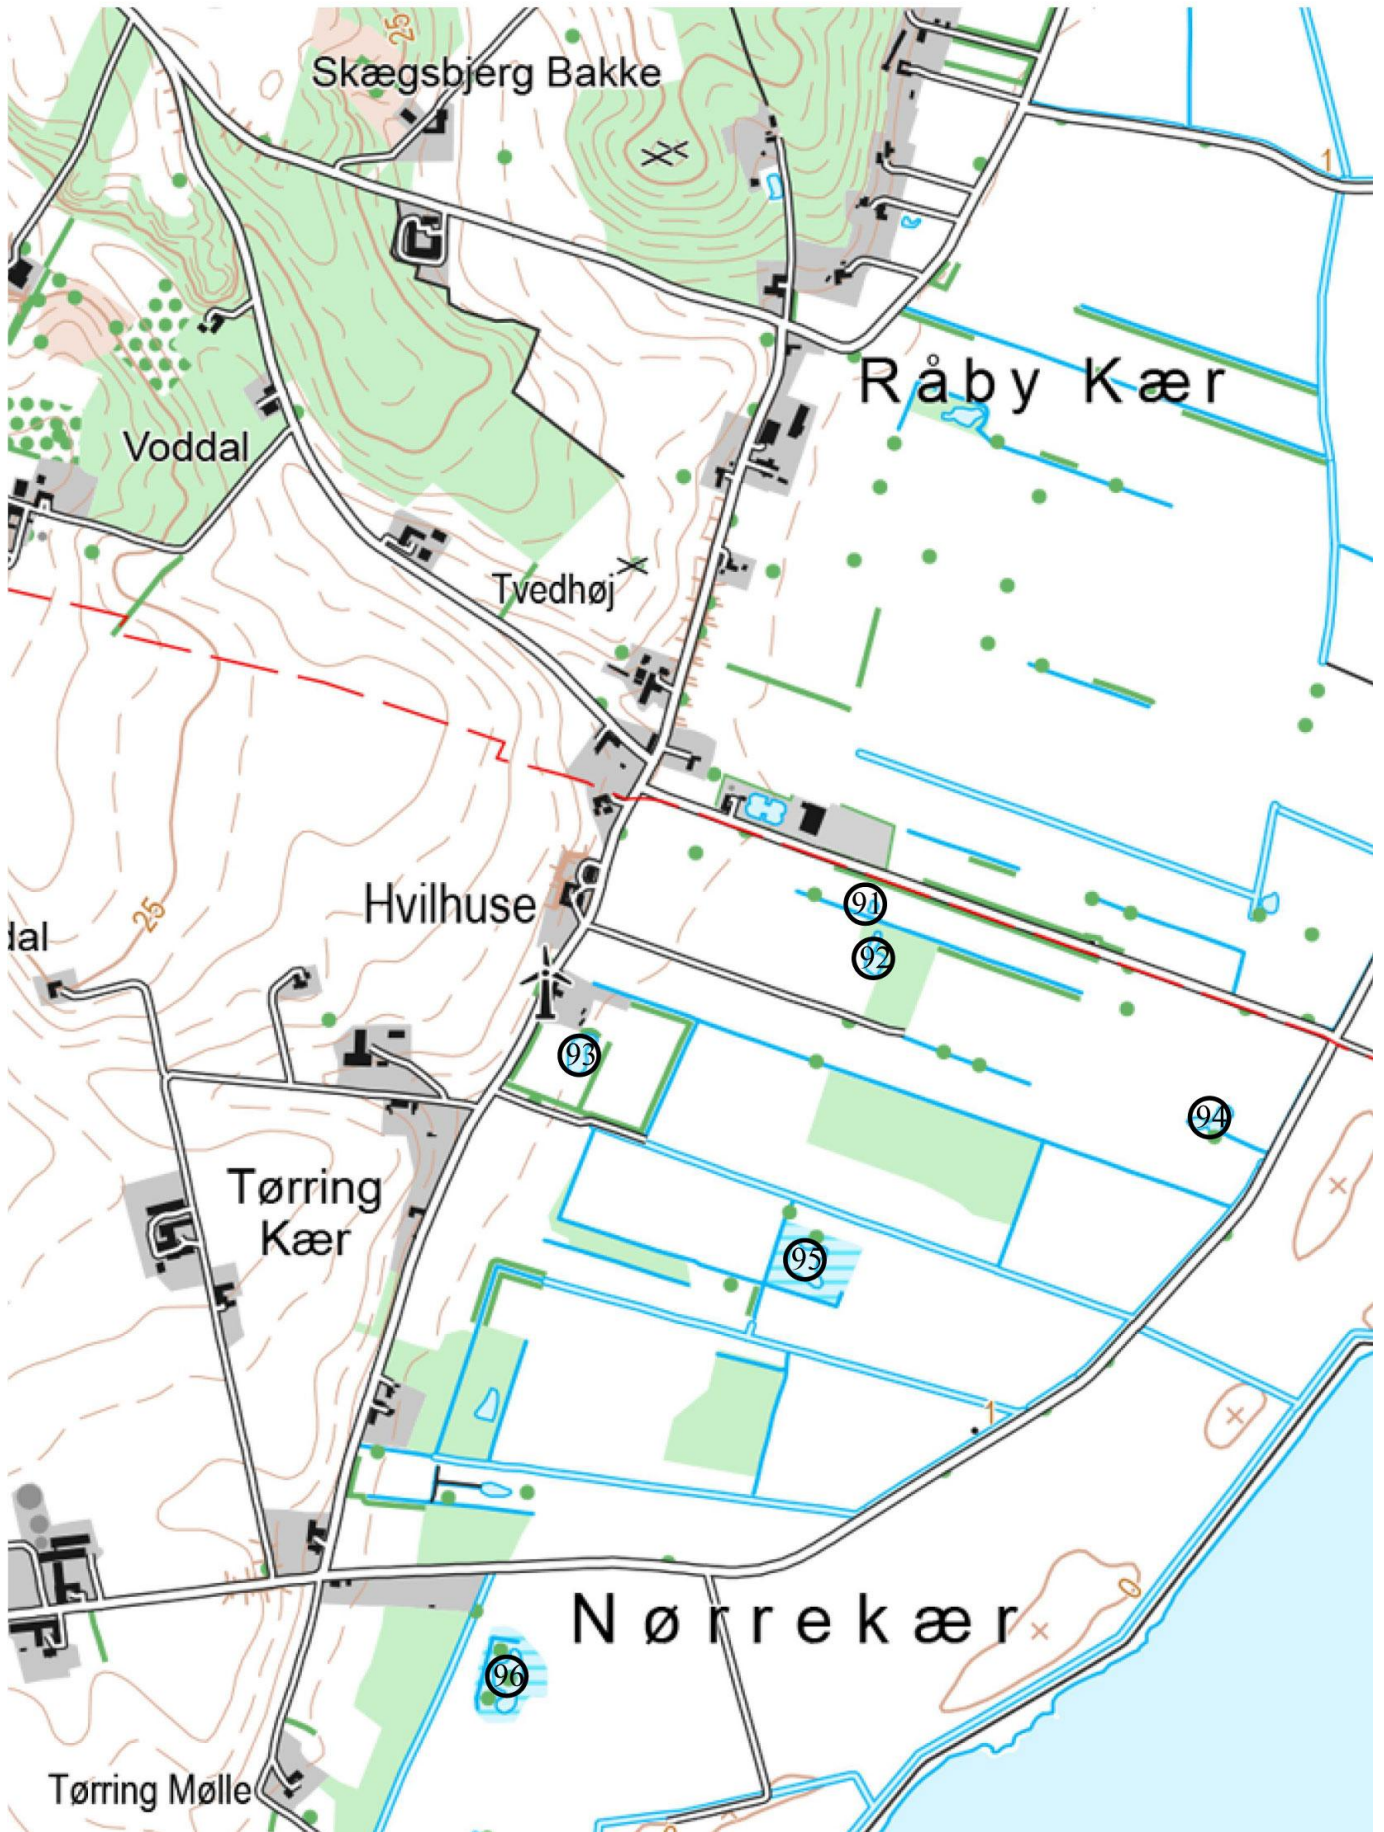 25
Skægsbjerg Bakke
1
Råby Kær
Voddal
Tvedhøj
Hvilhuse
91
25
dal
92
93
94
Tørring
Kær
95
1
0
Nørrekær
96
Tørring Mølle